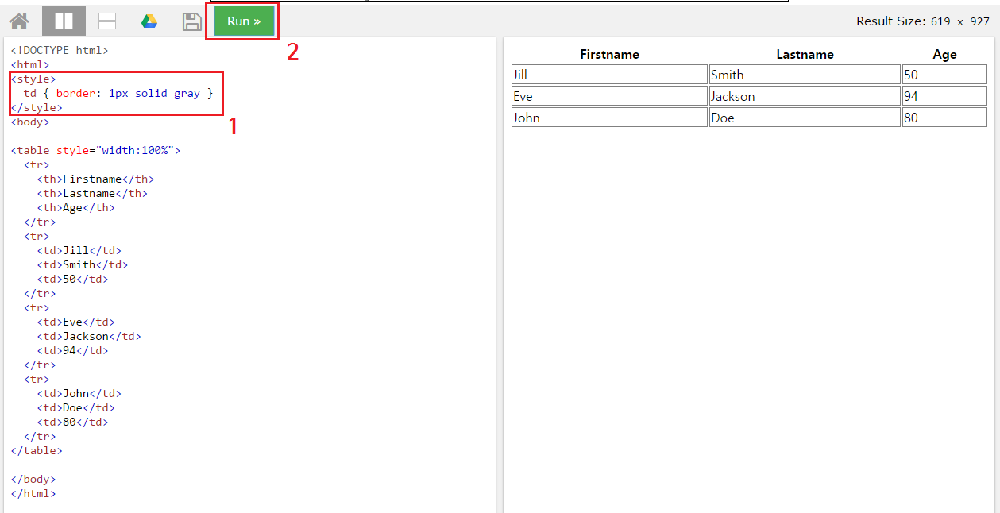 Run »
Result Size: 619 x 927
2
<!DOCTYPE html>
<html>
<style>
  td { border: 1px solid gray }
</style>
1
<body>
<table style="width:100%">
  <tr>
    <th>Firstname</th>
    <th>Lastname</th>
    <th>Age</th>
  </tr>
  <tr>
    <td>Jill</td>
    <td>Smith</td>
    <td>50</td>
  </tr>
  <tr>
    <td>Eve</td>
    <td>Jackson</td>
    <td>94</td>
  </tr>
  <tr>
    <td>John</td>
    <td>Doe</td>
    <td>80</td>
  </tr>
</table>
</body>
</html>
Firstname Lastname Age
Jill Smith 50
Eve Jackson 94
John Doe 80